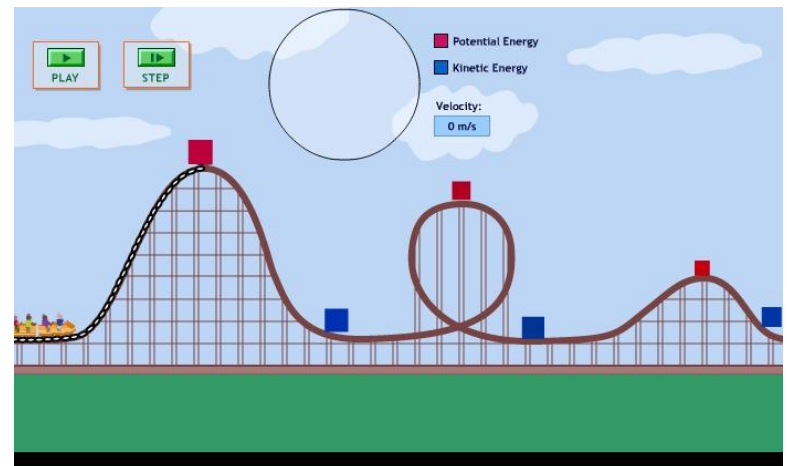 PLAY
STEP
Potential Energy
Kinetic Energy
Velocity:
0 m/s